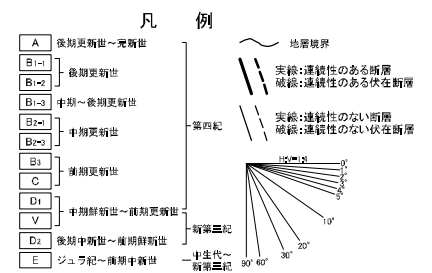 凡 例
A 後期更新世～完新世
B1-1
B1-2
後期更新世
B1-3 中期～後期更新世
B2-1
B2-3
中期更新世
B3
C
前期更新世
D1
V
中期鮮新世～前期更新世
D2 後期中新世～前期鮮新世
E ジュラ紀～前期中新世
第四紀
新第三紀
中生代～
新第三紀
地層境界
実線:連続性のある断層
破線:連続性のある伏在断層
実線:連続性のない断層
破線:連続性のない伏在断層
0°
1°
2°
3°
4°
5°
10°
20°
30°
60°
90°